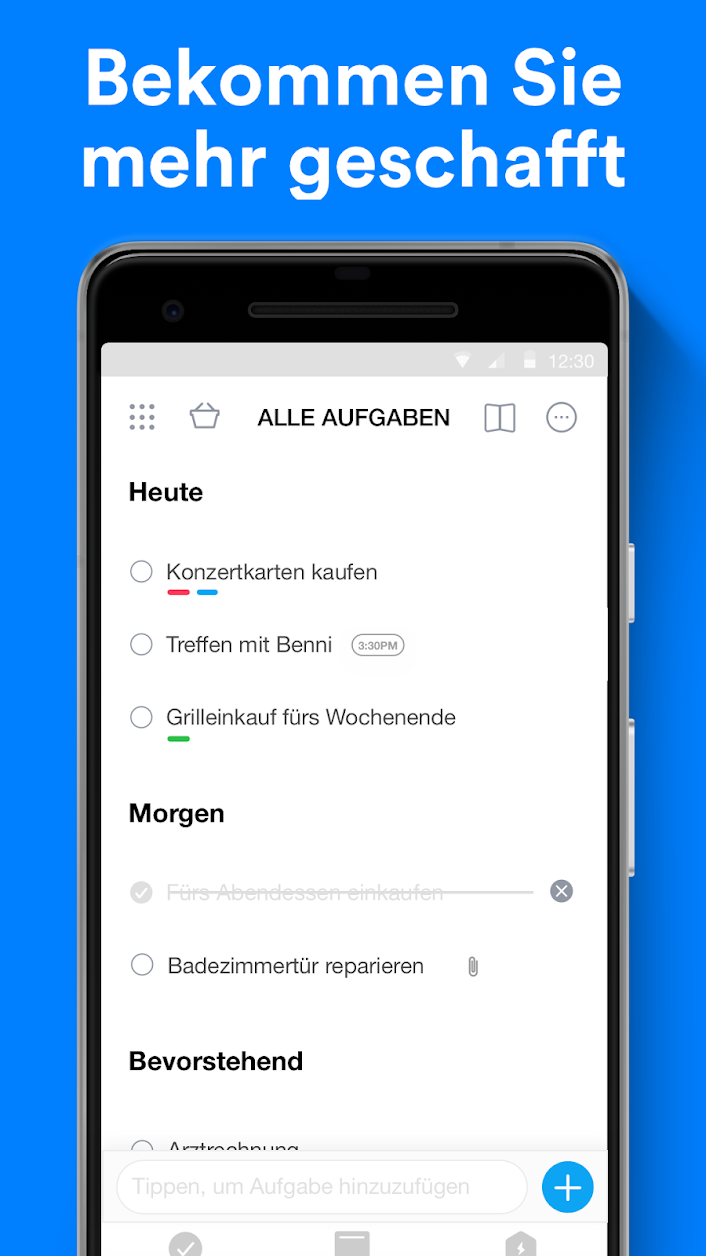 Bekommen Sie
mehr geschafft
12:30
ALLE AUFGABEN
Heute
Konzertkarten kaufen
Treffen mit Benni 3:30PM
Grilleinkauf fürs Wochenende
Morgen
Fürs Abendessen einkaufen
Badezimmertür reparieren
Bevorstehend
Arztrechnung
Tippen, um Aufgabe hinzuzufügen